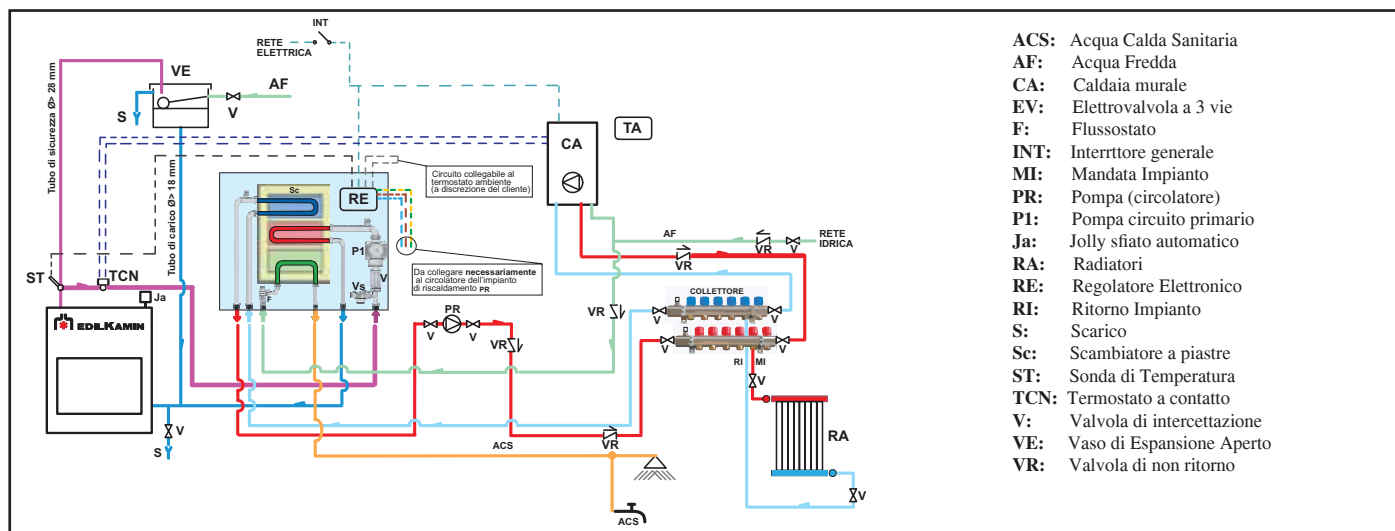 INT
RETE
ELETTRICA
VE
AF
V
S
Tubo di sicurezza Ø> 28 mm
Tubo di carico Ø> 18 mm
CA
TA
Circuito collegabile al
termostato ambiente
(a discrezione del cliente)
Sc
RE
P1
V
Vs
F
Da collegare necessariamente
al circolatore dell'impianto
di riscaldamento PR
ST
TCN
Ja
EDILKAMIN
AF
VR
V
RETE
IDRICA
VR
COLLETTORE
VR
V
V
V
V
RI
MI
PR
V
V
VR
V
RA
V
V
S
ACS
VR
ACS
ACS: Acqua Calda Sanitaria
AF: Acqua Fredda
CA: Caldaia murale
EV: Elettrovalvola a 3 vie
F: Flussostato
INT: Interrttore generale
MI: Mandata Impianto
PR: Pompa (circolatore)
P1: Pompa circuito primario
Ja: Jolly sfiato automatico
RA: Radiatori
RE: Regolatore Elettronico
RI: Ritorno Impianto
S: Scarico
Sc: Scambiatore a piastre
ST: Sonda di Temperatura
TCN: Termostato a contatto
V: Valvola di intercettazione
VE: Vaso di Espansione Aperto
VR: Valvola di non ritorno